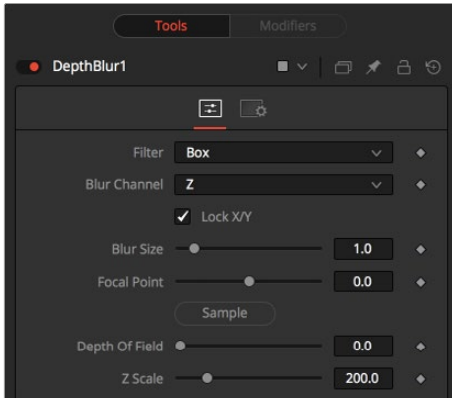 Tools Modifiers
DepthBlur1
Filter Box
Blur Channel Z
Lock X/Y
Blur Size 1.0
Focal Point 0.0
Sample
Depth Of Field 0.0
Z Scale 200.0